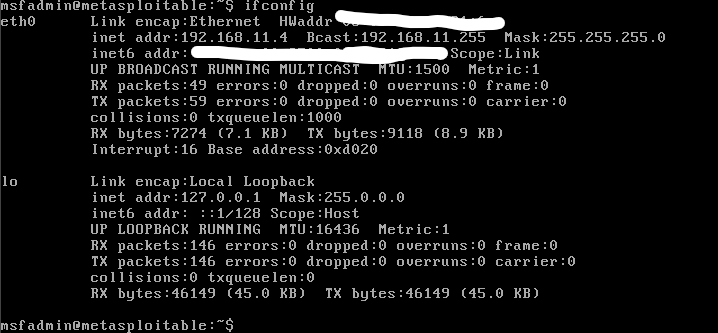 msfadmin@metasploitable:~$ ifconfig
eth0 Link encap:Ethernet HWaddr
inet addr:192.168.11.4 Bcast:192.168.11.255 Mask:255.255.255.0
inet6 addr: Scope:Link
UP BROADCAST RUNNING MULTICAST MTU:1500 Metric:1
RX packets:49 errors:0 dropped:0 overruns:0 frame:0
TX packets:59 errors:0 dropped:0 overruns:0 carrier:0
collisions:0 txqueuelen:1000
RX bytes:7274 (7.1 KB) TX bytes:9118 (8.9 KB)
Interrupt:16 Base address:0xd020
lo Link encap:Local Loopback
inet addr:127.0.0.1 Mask:255.0.0.0
inet6 addr: ::1/128 Scope:Host
UP LOOPBACK RUNNING MTU:16436 Metric:1
RX packets:146 errors:0 dropped:0 overruns:0 frame:0
TX packets:146 errors:0 dropped:0 overruns:0 carrier:0
collisions:0 txqueuelen:0
RX bytes:46149 (45.0 KB) TX bytes:46149 (45.0 KB)
msfadmin@metasploitable:~$